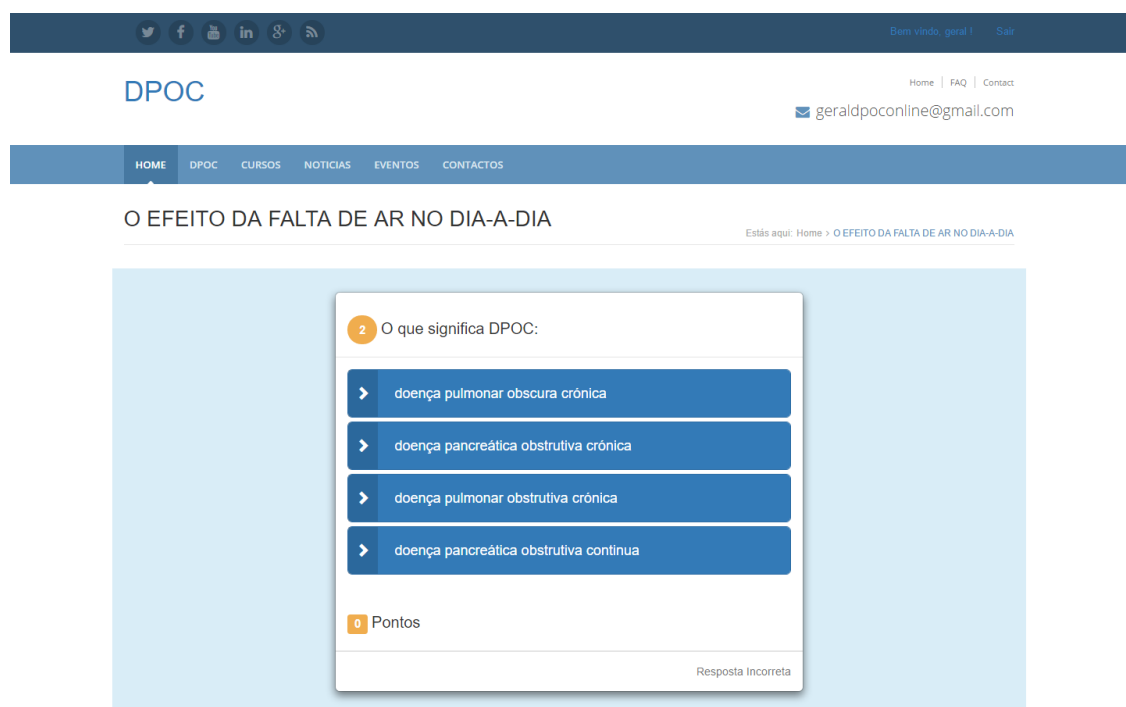 Bem vindo, geral ! Sair
DPOC
Home | FAQ | Contact
geraldpoconline@gmail.com
HOME DPOC CURSOS NOTICIAS EVENTOS CONTACTOS
O EFEITO DA FALTA DE AR NO DIA-A-DIA
Estás aqui: Home > O EFEITO DA FALTA DE AR NO DIA-A-DIA
2 O que significa DPOC:
doença pulmonar obscura crónica
doença pancreática obstrutiva crónica
doença pulmonar obstrutiva crónica
doença pancreática obstrutiva continua
0 Pontos
Resposta Incorreta